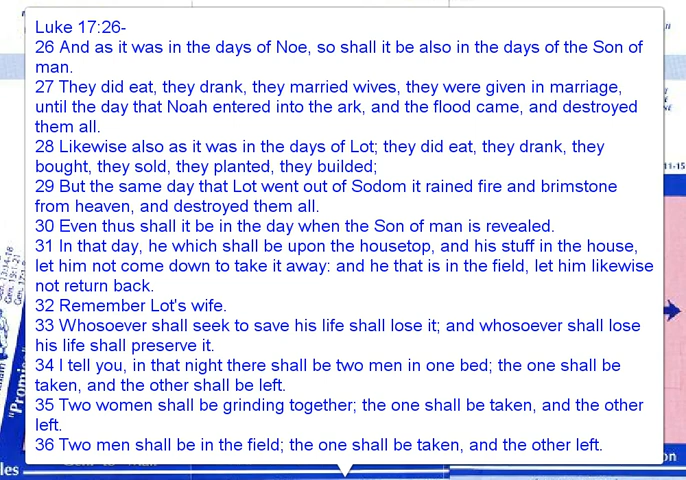 Luke 17:26-
26 And as it was in the days of Noe, so shall it be also in the days of the Son of
man.
27 They did eat, they drank, they married wives, they were given in marriage,
until the day that Noah entered into the ark, and the flood came, and destroyed
them all.
28 Likewise also as it was in the days of Lot; they did eat, they drank, they
bought, they sold, they planted, they builded;
29 But the same day that Lot went out of Sodom it rained fire and brimstone
from heaven, and destroyed them all.
30 Even thus shall it be in the day when the Son of man is revealed.
31 In that day, he which shall be upon the housetop, and his stuff in the house,
let him not come down to take it away: and he that is in the field, let him likewise
not return back.
32 Remember Lot's wife.
33 Whosoever shall seek to save his life shall lose it; and whosoever shall lose
his life shall preserve it.
34 I tell you, in that night there shall be two men in one bed; the one shall be
taken, and the other shall be left.
35 Two women shall be grinding together; the one shall be taken, and the other
left.
36 Two men shall be in the field; the one shall be taken, and the other left.
11-15
"Promise"